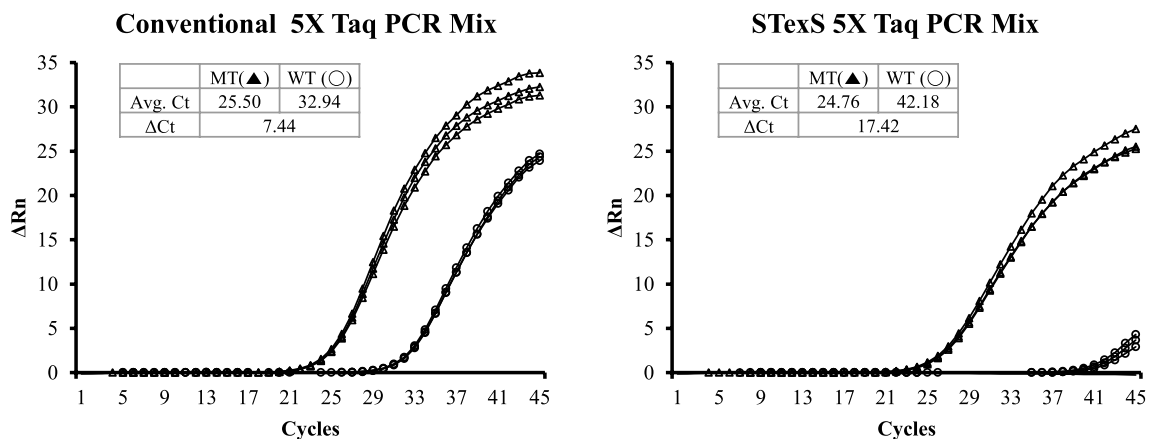 Conventional 5X Taq PCR Mix
MT(▲) WT (○)
Avg. Ct 25.50 32.94
ΔCt 7.44
35
30
25
20
15
10
5
0
ΔRn
1 5 9 13 17 21 25 29 33 37 41 45
Cycles
STexS 5X Taq PCR Mix
MT(▲) WT (○)
Avg. Ct 24.76 42.18
ΔCt 17.42
35
30
25
20
15
10
5
0
ΔRn
1 5 9 13 17 21 25 29 33 37 41 45
Cycles